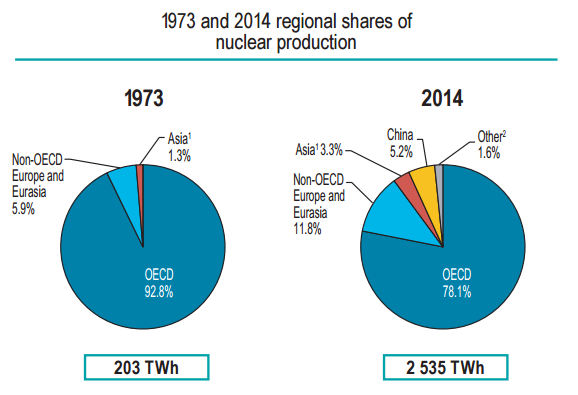 1973 and 2014 regional shares of
nuclear production
1973
Asia¹
1.3%
Non-OECD
Europe and
Eurasia
5.9%
OECD
92.8%
203 TWh
2014
China
5.2%
Other²
1.6%
Asia¹ 3.3%
Non-OECD
Europe and
Eurasia
11.8%
OECD
78.1%
2 535 TWh